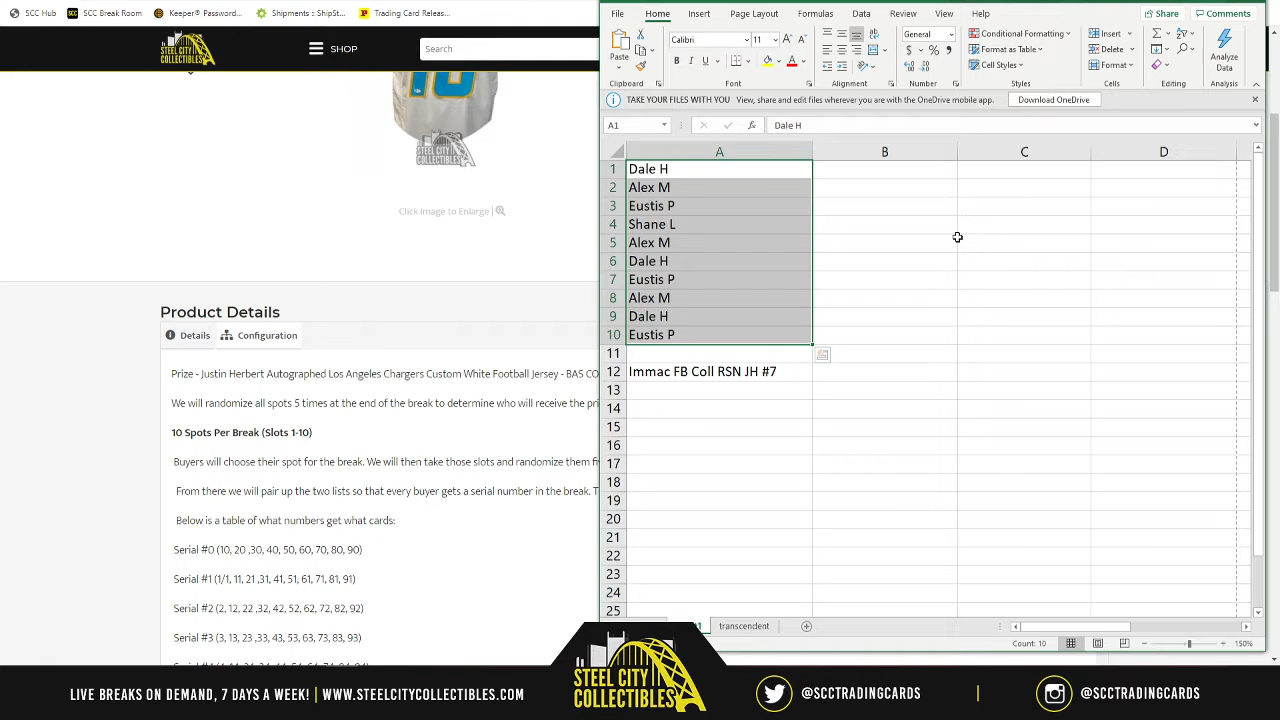 SCC Hub SCC Break Room Keeper® Password... Shipments :: ShipSt... Trading Card Releas...
STEEL CITY
COLLECTIBLES
SHOP
Search
STEEL CITY
COLLECTIBLES
Click Image to Enlarge |
Product Details
Details Configuration
Prize - Justin Herbert Autographed Los Angeles Chargers Custom White Football Jersey - BAS CO
We will randomize all spots 5 times at the end of the break to determine who will receive the pri
10 Spots Per Break (Slots 1-10)
Buyers will choose their spot for the break. We will then take those slots and randomize them fi
From there we will pair up the two lists so that every buyer gets a serial number in the break. T
Below is a table of what numbers get what cards:
Serial #0 (10, 20 ,30, 40, 50, 60, 70, 80, 90)
Serial #1 (1/1, 11, 21 ,31, 41, 51, 61, 71, 81, 91)
Serial #2 (2, 12, 22 ,32, 42, 52, 62, 72, 82, 92)
Serial #3 (3, 13, 23 ,33, 43, 53, 63, 73, 83, 93)
File Home Insert Page Layout Formulas Data Review View Help Share Comments
Paste Calibri 11 General Conditional Formatting Insert
B I U $ % Format as Table Delete
Cell Styles Format Analyze Data
Clipboard Font Alignment Number Styles Cells Editing Analysis
TAKE YOUR FILES WITH YOU View, share and edit files wherever you are with the OneDrive mobile app. Download OneDrive
A1 fx Dale H
A B C D
1 Dale H
2 Alex M
3 Eustis P
4 Shane L
5 Alex M
6 Dale H
7 Eustis P
8 Alex M
9 Dale H
10 Eustis P
11
12 Immac FB Coll RSN JH #7
13
14
15
16
17
18
19
20
21
22
23
24
25
transcendent
Count: 10 150%
LIVE BREAKS ON DEMAND, 7 DAYS A WEEK! | WWW.STEELCITYCOLLECTIBLES.COM
STEEL CITY
COLLECTIBLES
@SCCTRADINGCARDS | @SCCTRADINGCARDS